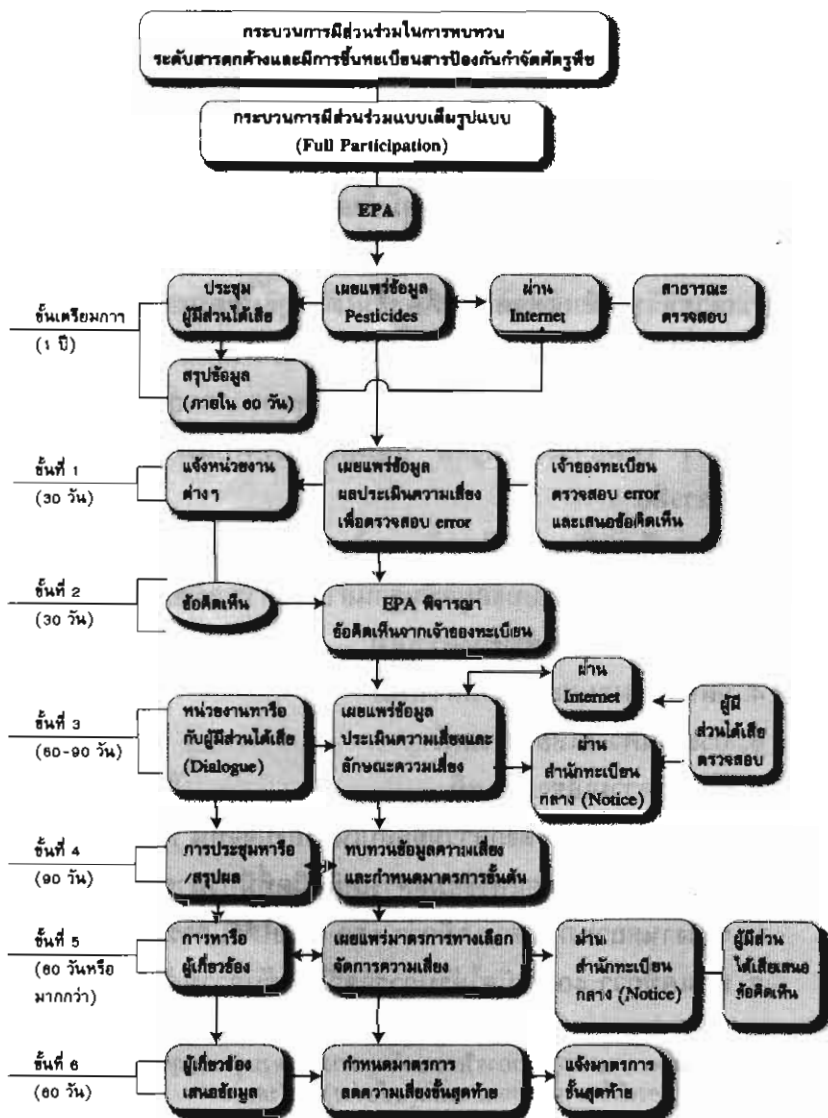 กระบวนการมีส่วนร่วมในการทบทวน
ระดับสารตกค้างและมีการขึ้นทะเบียนสารป้องกันกำจัดศัตรูพืช
กระบวนการมีส่วนร่วมแบบเต็มรูปแบบ
(Full Participation)
EPA
ขั้นเตรียมการ
(1 ปี)
ประชุม
ผู้มีส่วนได้เสีย
เผยแพร่ข้อมูล
Pesticides
ผ่าน
Internet
สาธารณะ
ตรวจสอบ
สรุปข้อมูล
(ภายใน 60 วัน)
ขั้นที่ 1
(30 วัน)
แจ้งหน่วยงาน
ต่างๆ
เผยแพร่ข้อมูล
ผลประเมินความเสี่ยง
เพื่อตรวจสอบ error
เจ้าของทะเบียน
ตรวจสอบ error
และเสนอข้อคิดเห็น
ขั้นที่ 2
(30 วัน)
ข้อคิดเห็น
EPA พิจารณา
ข้อคิดเห็นจากเจ้าของทะเบียน
ขั้นที่ 3
(60-90 วัน)
หน่วยงานหารือ
กับผู้มีส่วนได้เสีย
(Dialogue)
เผยแพร่ข้อมูล
ประเมินความเสี่ยงและ
ลักษณะความเสี่ยง
ผ่าน
Internet
ผ่าน
สำนักทะเบียน
กลาง (Notice)
ผู้มี
ส่วนได้เสีย
ตรวจสอบ
ขั้นที่ 4
(90 วัน)
การประชุมหารือ
/สรุปผล
ทบทวนข้อมูลความเสี่ยง
และกำหนดมาตรการขั้นต้น
ขั้นที่ 5
(60 วันหรือ
มากกว่า)
การหารือ
ผู้เกี่ยวข้อง
เผยแพร่มาตรการทางเลือก
จัดการความเสี่ยง
ผ่าน
สำนักทะเบียน
กลาง (Notice)
ผู้มีส่วน
ได้เสียเสนอ
ข้อคิดเห็น
ขั้นที่ 6
(60 วัน)
ผู้เกี่ยวข้อง
เสนอข้อมูล
กำหนดมาตรการ
ลดความเสี่ยงขั้นสุดท้าย
แจ้งมาตรการ
ขั้นสุดท้าย